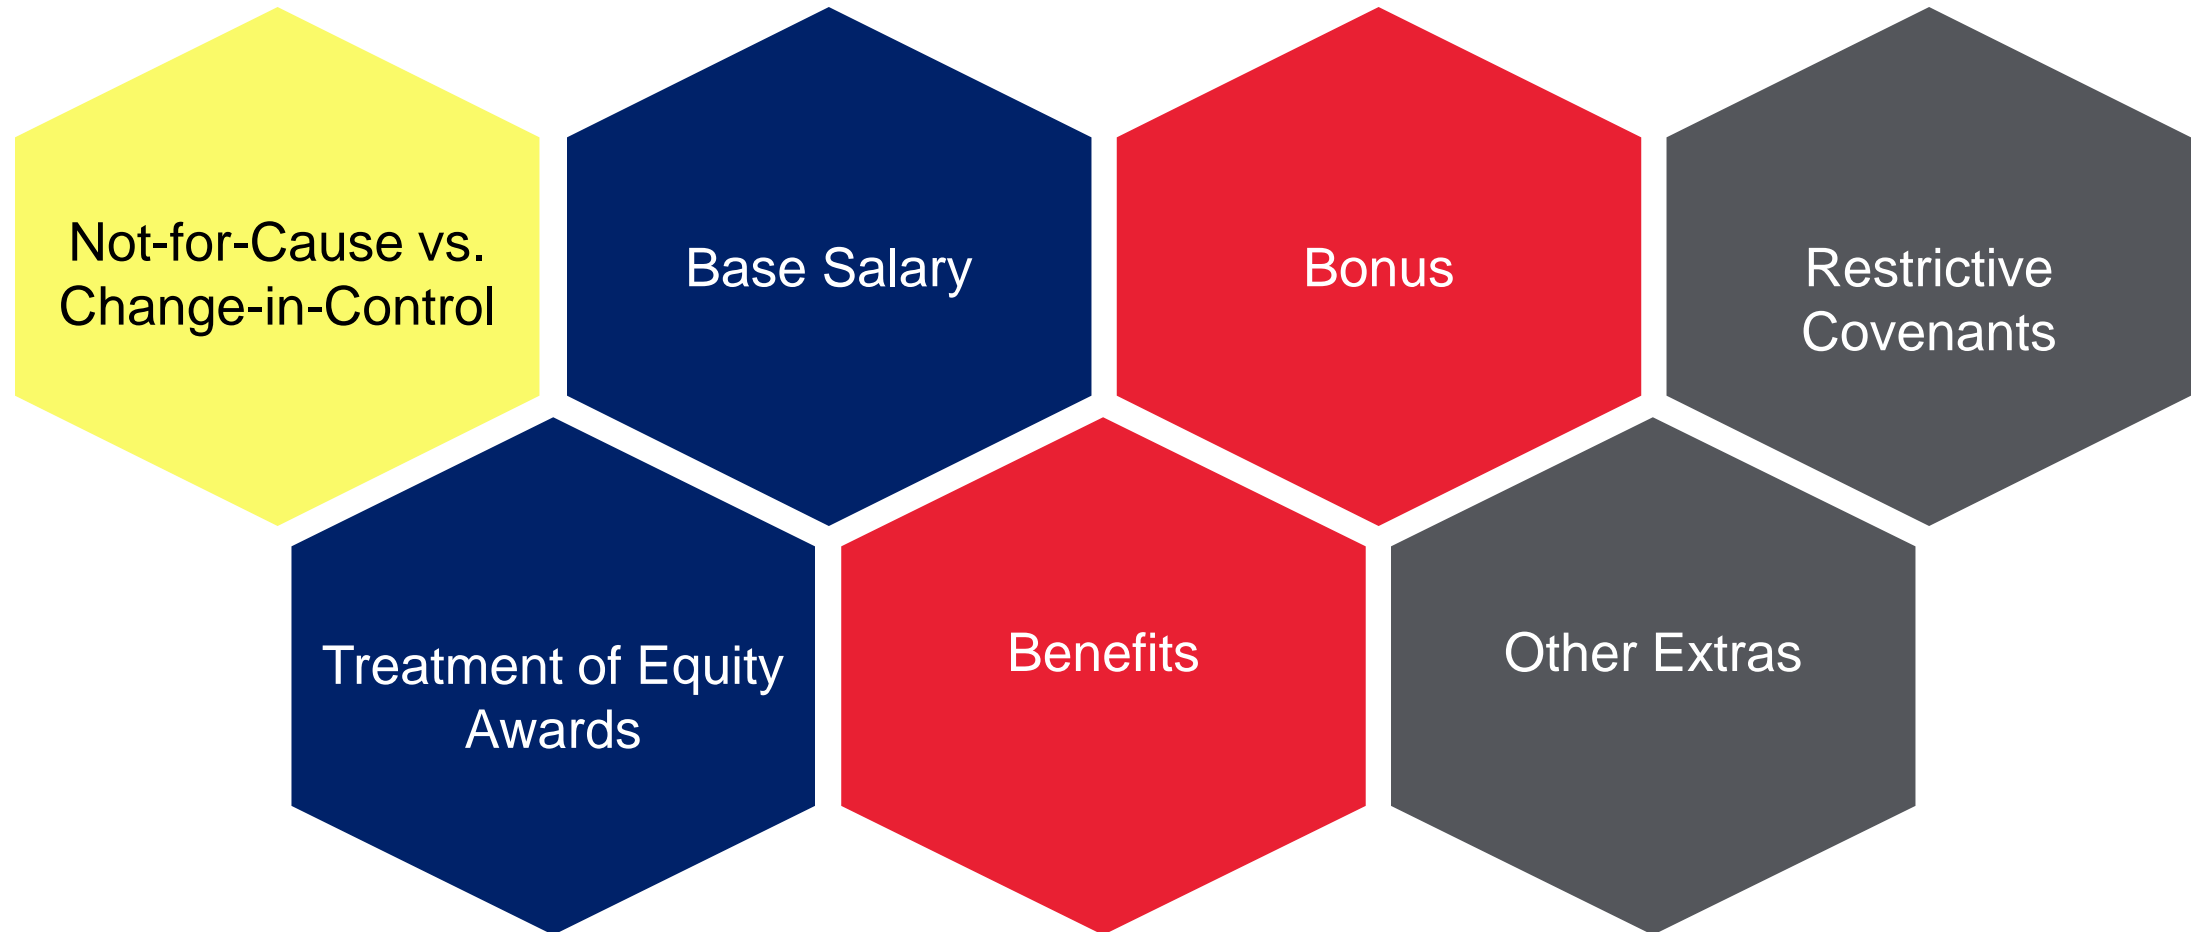 Not-for-Cause vs.
Change-in-Control
Base Salary
Bonus
Restrictive
Covenants
Treatment of Equity
Awards
Benefits
Other Extras